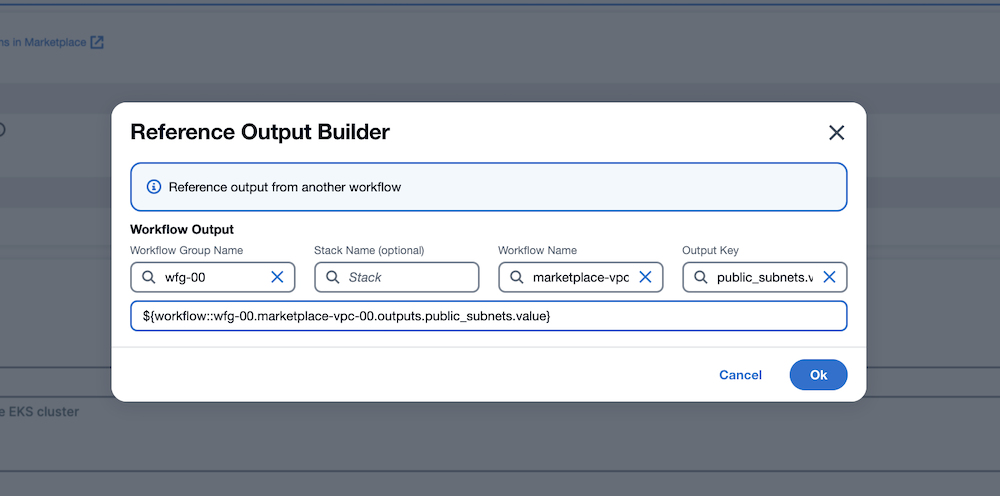 ns in Marketplace
Reference Output Builder
Reference output from another workflow
Workflow Output
Workflow Group Name Stack Name (optional) Workflow Name Output Key
wfg-00 Stack marketplace-vpc public_subnets.v
${workflow::wfg-00.marketplace-vpc-00.outputs.public_subnets.value}
Cancel Ok
e EKS cluster